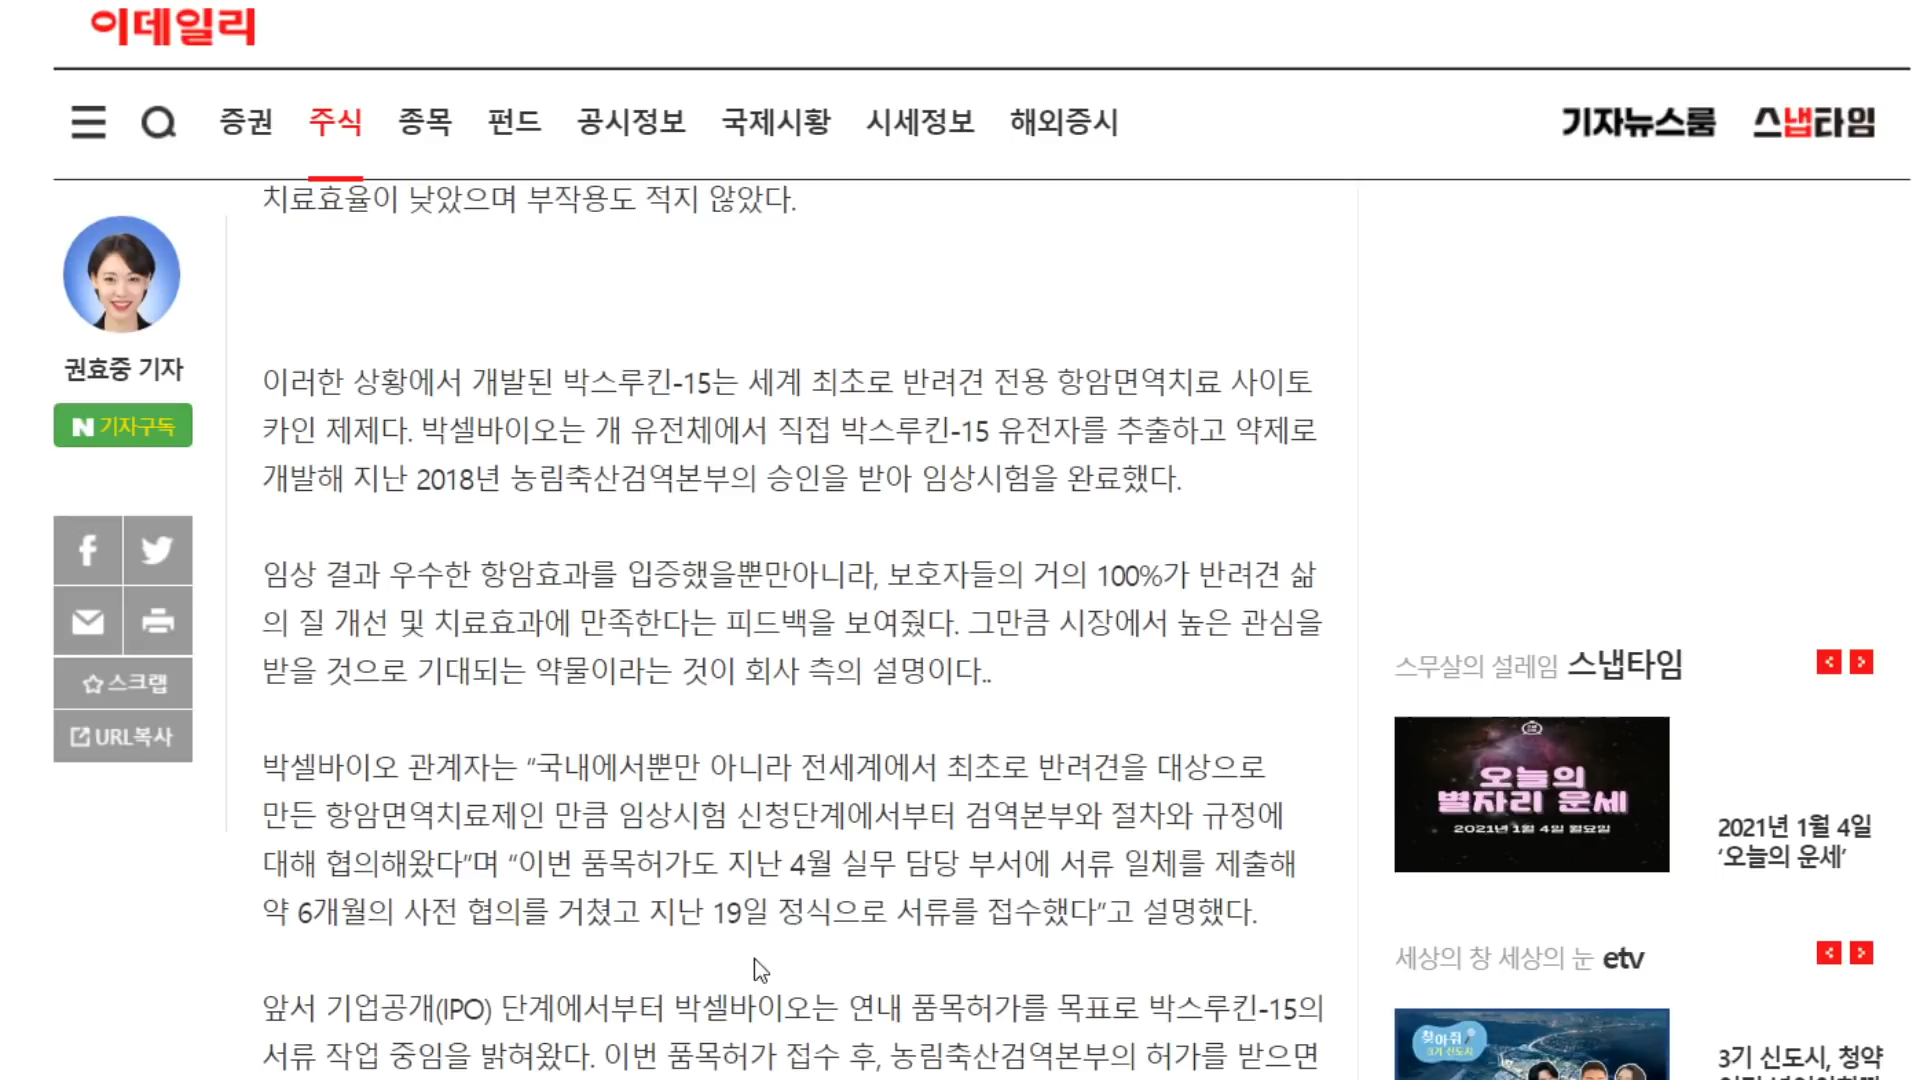 이데일리
증권 주식 종목 펀드 공시정보 국제시황 시세정보 해외증시
기자뉴스룸 스냅타임
치료효율이 낮았으며 부작용도 적지 않았다.
권효중 기자
N 기자구독
스크랩
URL복사
이러한 상황에서 개발된 박스루킨-15는 세계 최초로 반려견 전용 항암면역치료 사이토
카인 제제다. 박셀바이오는 개 유전체에서 직접 박스루킨-15 유전자를 추출하고 약제로
개발해 지난 2018년 농림축산검역본부의 승인을 받아 임상시험을 완료했다.
임상 결과 우수한 항암효과를 입증했을뿐만아니라, 보호자들의 거의 100%가 반려견 삶
의 질 개선 및 치료효과에 만족한다는 피드백을 보여줬다. 그만큼 시장에서 높은 관심을
받을 것으로 기대되는 약물이라는 것이 회사 측의 설명이다..
박셀바이오 관계자는 “국내에서뿐만 아니라 전세계에서 최초로 반려견을 대상으로
만든 항암면역치료제인 만큼 임상시험 신청단계에서부터 검역본부와 절차와 규정에
대해 협의해왔다”며 “이번 품목허가도 지난 4월 실무 담당 부서에 서류 일체를 제출해
약 6개월의 사전 협의를 거쳤고 지난 19일 정식으로 서류를 접수했다”고 설명했다.
앞서 기업공개(IPO) 단계에서부터 박셀바이오는 연내 품목허가를 목표로 박스루킨-15의
서류 작업 중임을 밝혀왔다. 이번 품목허가 접수 후, 농림축산검역본부의 허가를 받으면
스무살의 설레임 스냅타임
오늘의
별자리 운세
2021년 1월 4일 월요일
2021년 1월 4일
‘오늘의 운세’
세상의 창 세상의 눈 etv
찾아줘
3기 신도시
3기 신도시, 청약